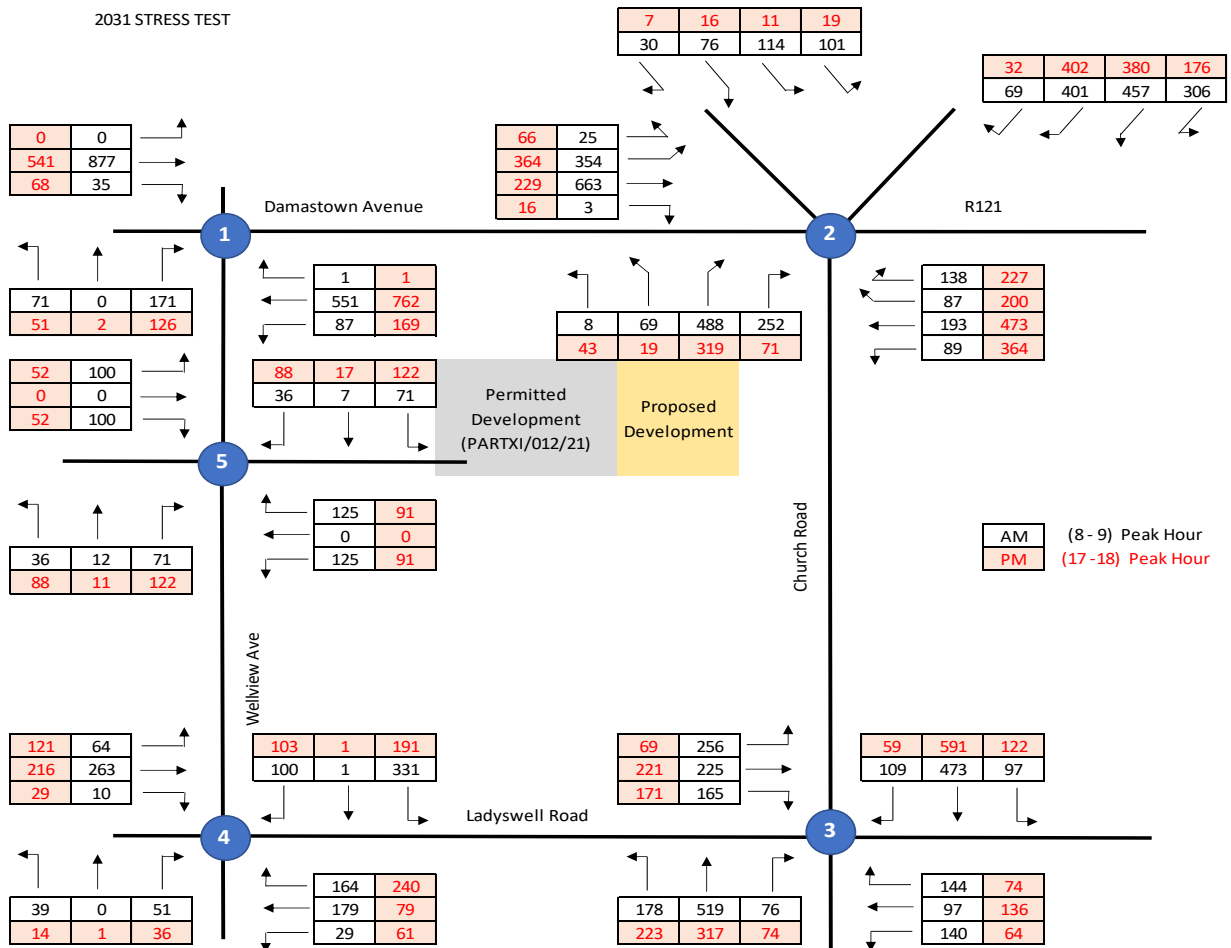 2031 STRESS TEST
7 16 11 19
30 76 114 101
32 402 380 176
69 401 457 306
0 0
541 877
68 35
66 25
364 354
229 663
16 3
Damastown Avenue
R121
1
2
71 0 171
51 2 126
1 1
551 762
87 169
8 69 488 252
43 19 319 71
138 227
87 200
193 473
89 364
52 100
0 0
52 100
88 17 122
36 7 71
Permitted
Development
(PARTXI/012/21)
Proposed
Development
5
36 12 71
88 11 122
125 91
0 0
125 91
Church Road
AM (8 - 9) Peak Hour
PM (17 -18) Peak Hour
Wellview Ave
121 64
216 263
29 10
103 1 191
100 1 331
69 256
221 225
171 165
59 591 122
109 473 97
Ladyswell Road
4
3
39 0 51
14 1 36
164 240
179 79
29 61
178 519 76
223 317 74
144 74
97 136
140 64